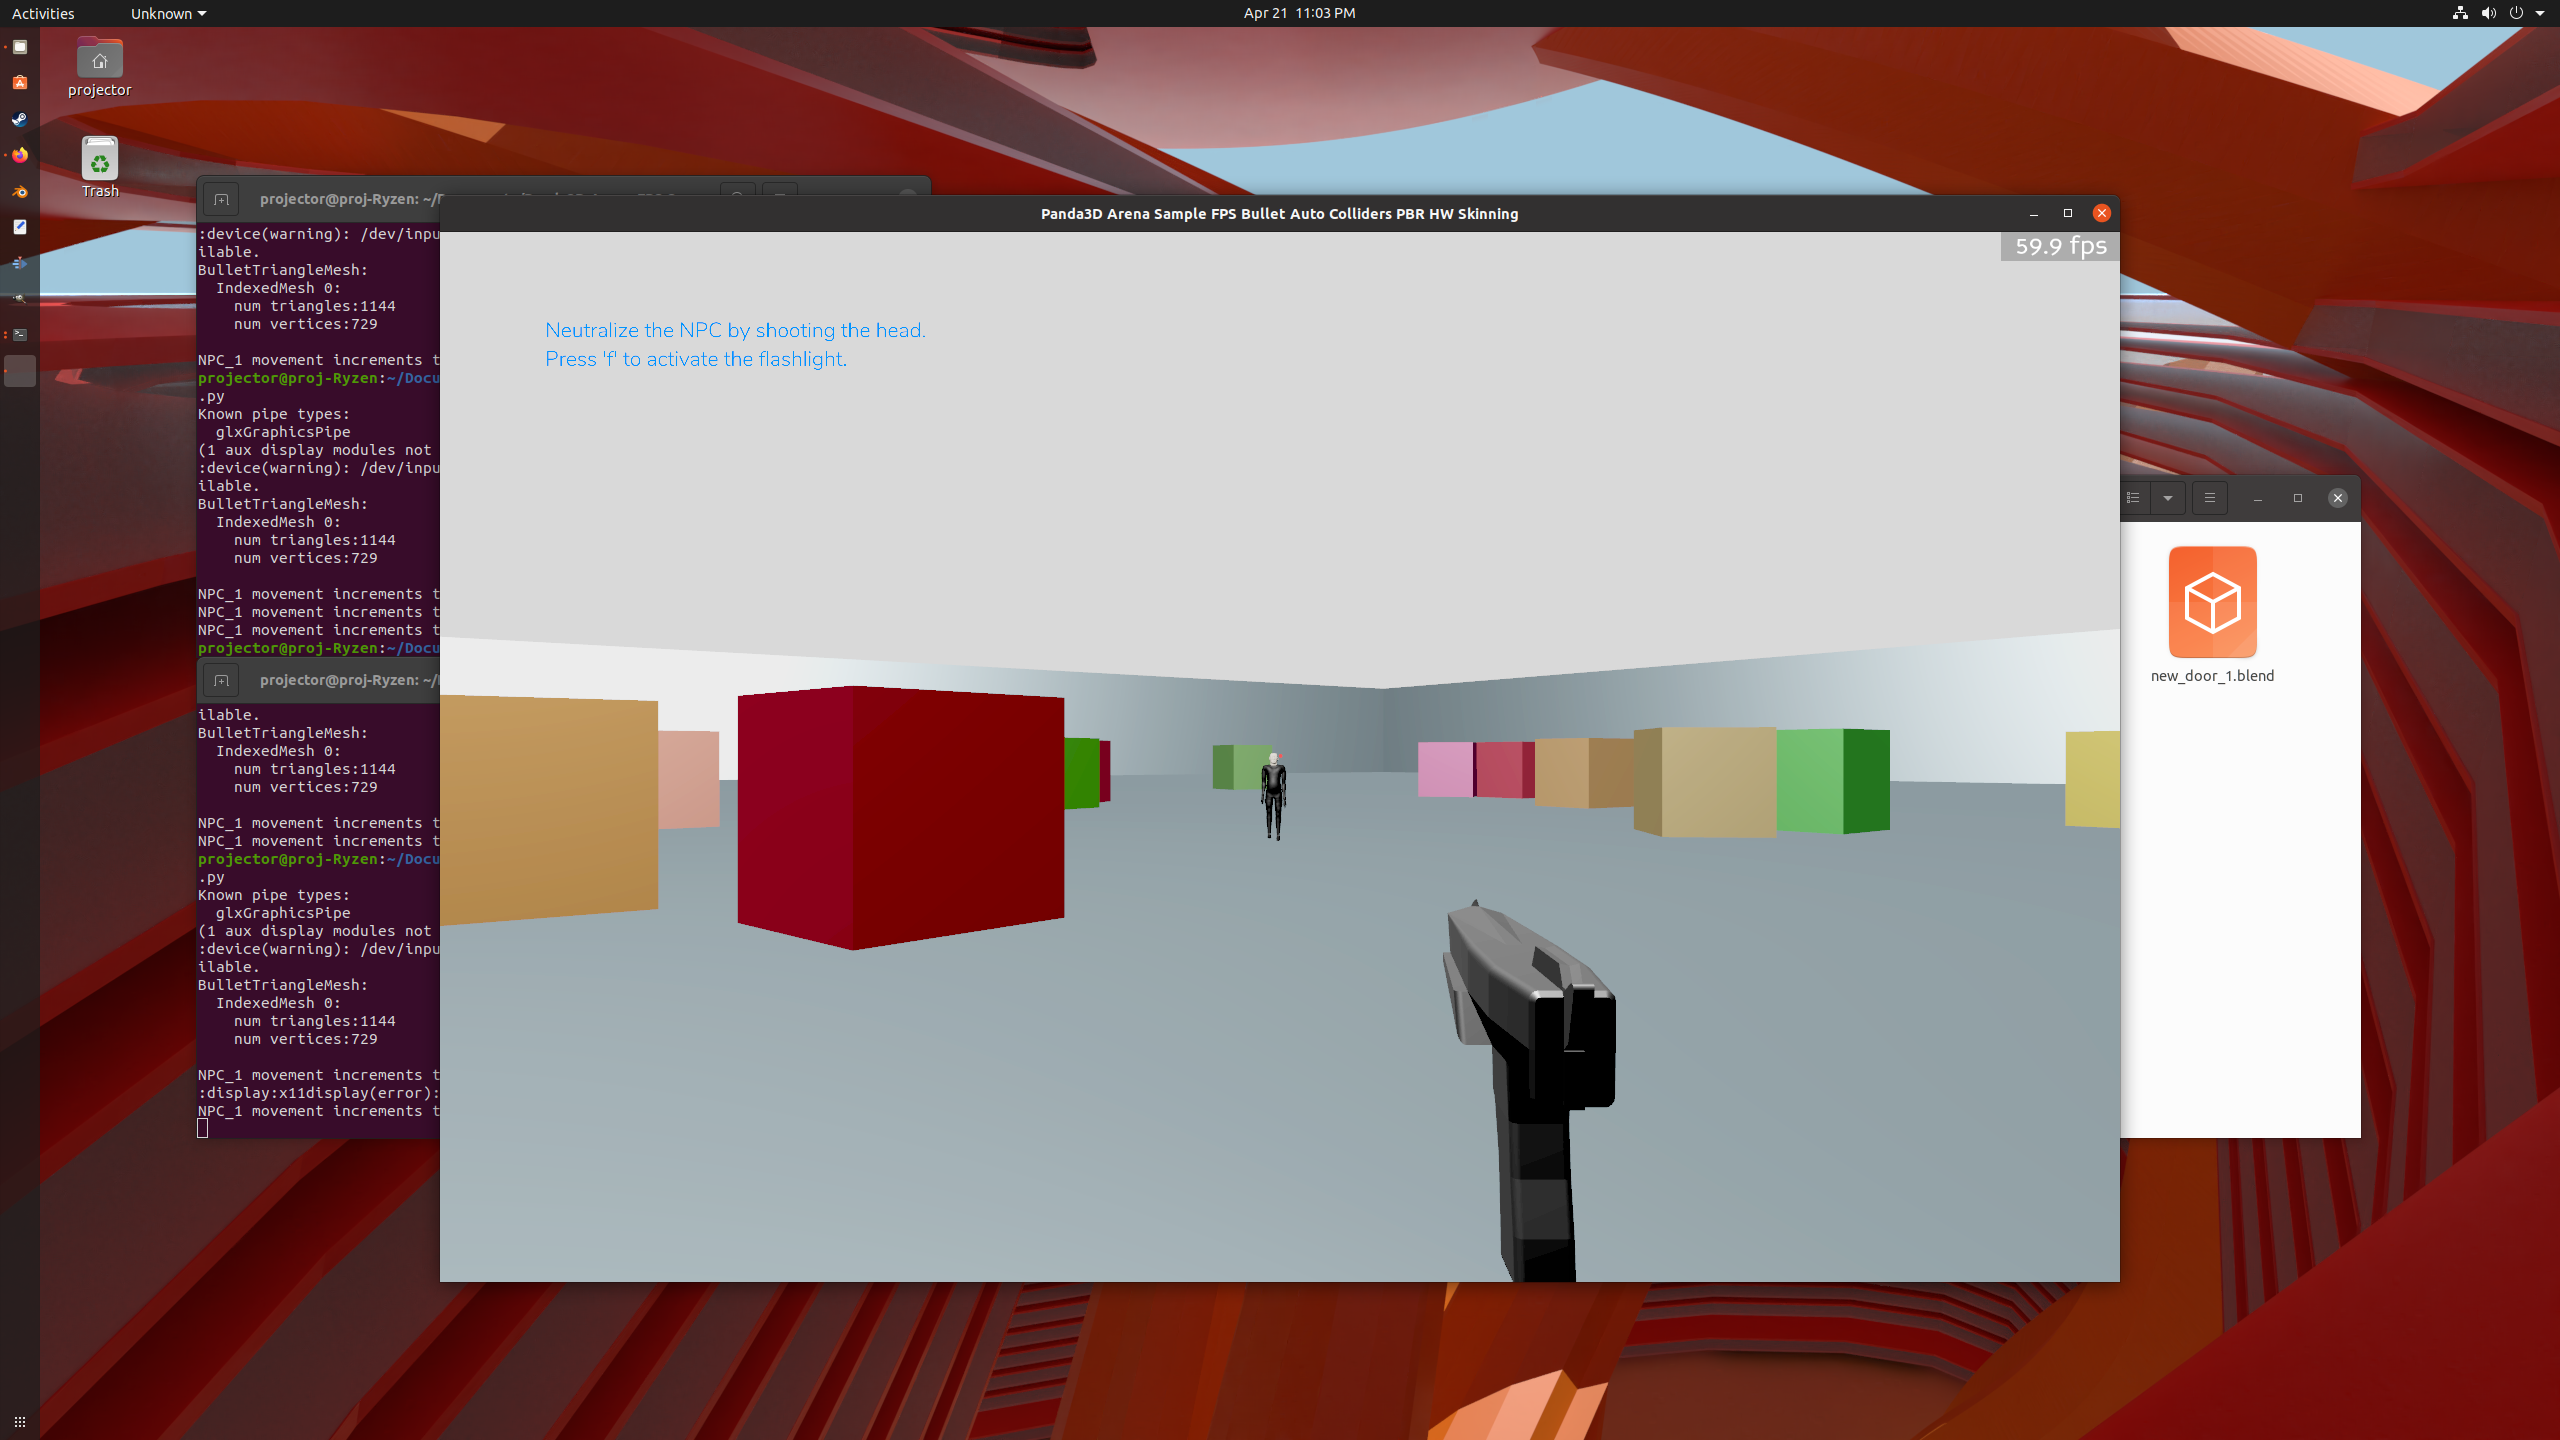 Activities
Unknown
Apr 21 11:03 PM
projector
Trash
projector@proj-Ryzen: ~/
:device(warning): /dev/inpu
ilable.
BulletTriangleMesh:
IndexedMesh 0:
num triangles:1144
num vertices:729
NPC_1 movement increments t
projector@proj-Ryzen:~/Docu
.py
Known pipe types:
glxGraphicsPipe
(1 aux display modules not
:device(warning): /dev/inpu
ilable.
BulletTriangleMesh:
IndexedMesh 0:
num triangles:1144
num vertices:729
NPC_1 movement increments t
NPC_1 movement increments t
NPC_1 movement increments t
projector@proj-Ryzen:~/Docu
projector@proj-Ryzen: ~/
ilable.
BulletTriangleMesh:
IndexedMesh 0:
num triangles:1144
num vertices:729
NPC_1 movement increments t
NPC_1 movement increments t
projector@proj-Ryzen:~/Docu
.py
Known pipe types:
glxGraphicsPipe
(1 aux display modules not
:device(warning): /dev/inpu
ilable.
BulletTriangleMesh:
IndexedMesh 0:
num triangles:1144
num vertices:729
NPC_1 movement increments t
:display:x11display(error):
NPC_1 movement increments t
Panda3D Arena Sample FPS Bullet Auto Colliders PBR HW Skinning
59.9 fps
Neutralize the NPC by shooting the head.
Press 'f' to activate the flashlight.
new_door_1.blend